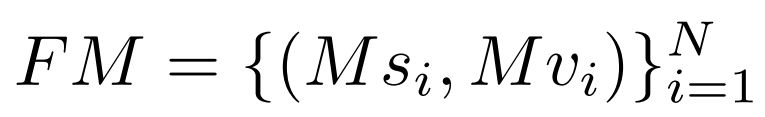 $FM = \{(Ms_i, Mv_i)\}_{i=1}^{N}$